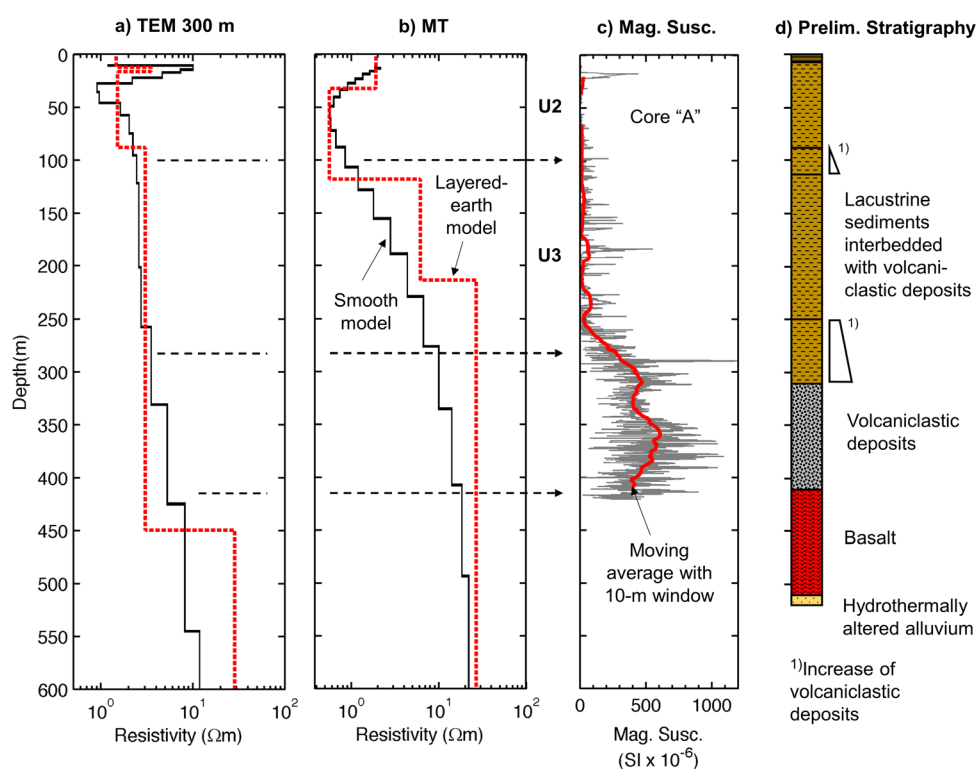 a) TEM 300 m
b) MT
c) Mag. Susc.
d) Prelim. Stratigraphy
0
50
100
150
200
250
300
350
400
450
500
550
600
Depth(m)
10^0
10^1
10^2
Resistivity (Ωm)
Layered-
earth
model
Smooth
model
10^0
10^1
10^2
Resistivity (Ωm)
U2
U3
Core “A”
Moving
average with
10-m window
0
500
1000
Mag. Susc.
(SI x 10^-6)
1)
Lacustrine
sediments
interbedded
with volcani-
clastic deposits
1)
Volcaniclastic
deposits
Basalt
Hydrothermally
altered alluvium
1)Increase of
volcaniclastic
deposits